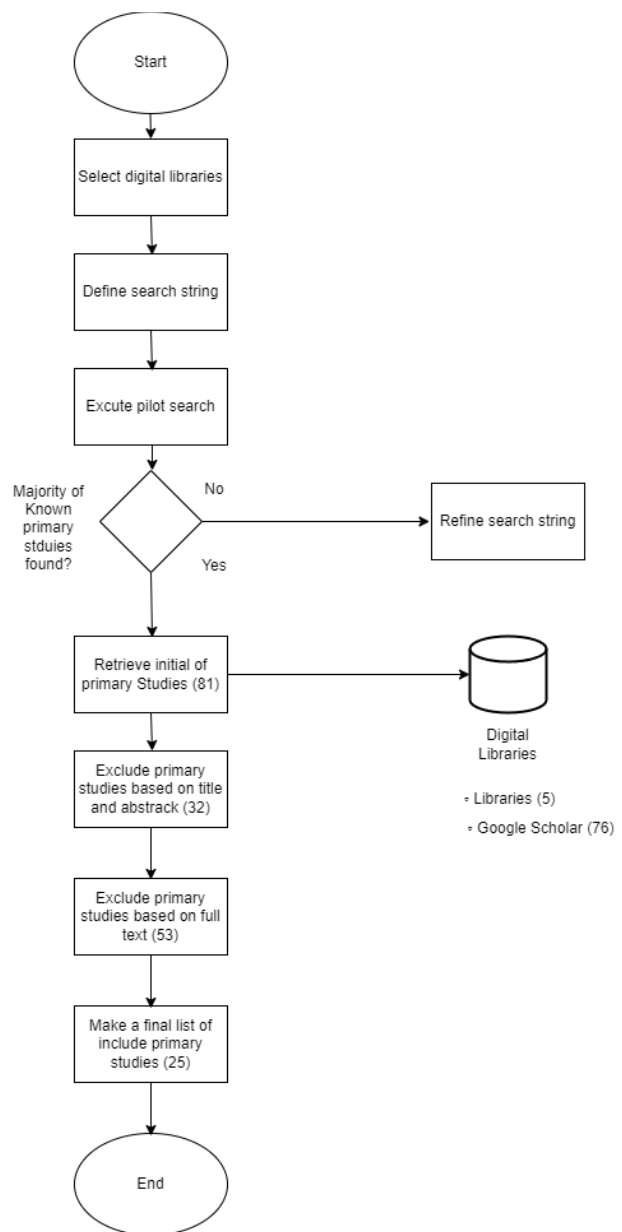 Start
Select digital libraries
Define search string
Excute pilot search
Majority of
Known
primary
stduies
found?
No
Yes
Refine search string
Retrieve initial of
primary Studies (81)
Digital
Libraries
Libraries (5)
Google Scholar (76)
Exclude primary
studies based on title
and abstrack (32)
Exclude primary
studies based on full
text (53)
Make a final list of
include primary
studies (25)
End